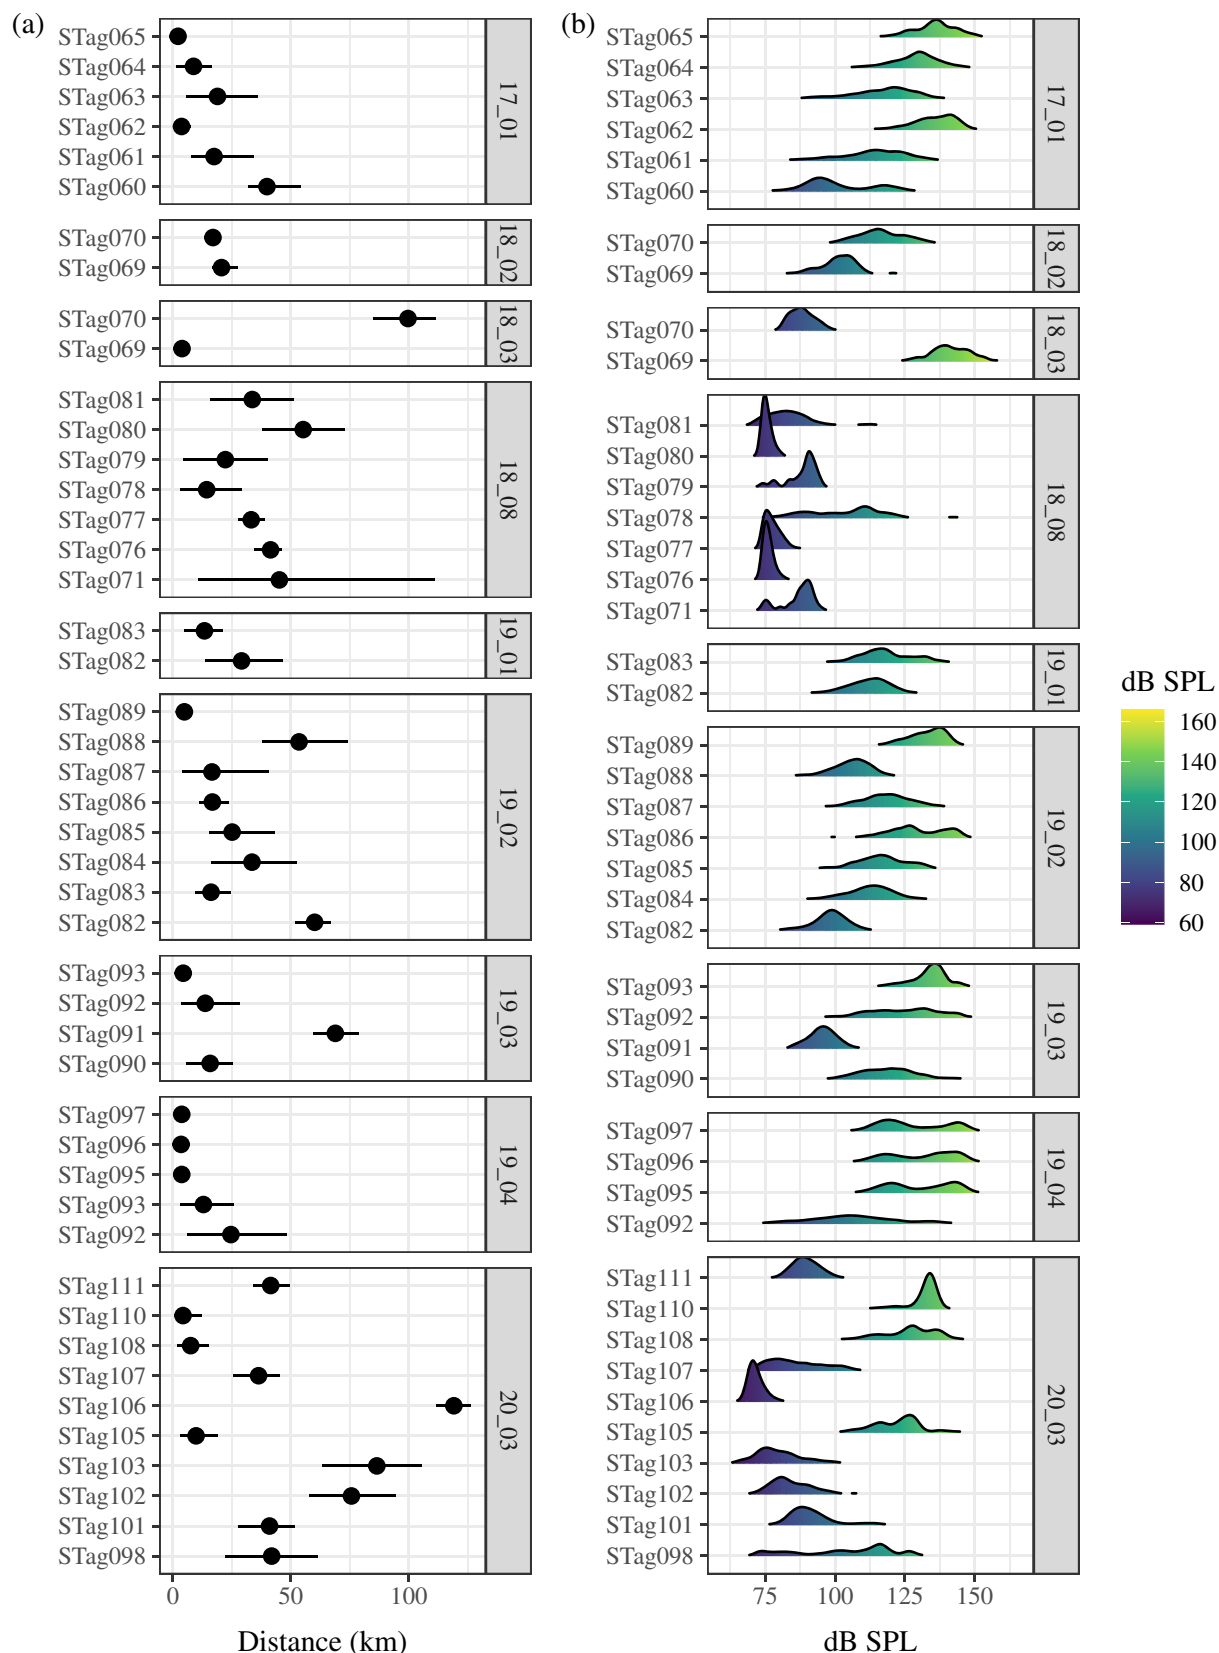 (a)
STag065
STag064
STag063
STag062
STag061
STag060
17_01
STag070
STag069
18_02
STag070
STag069
18_03
STag081
STag080
STag079
STag078
STag077
STag076
STag071
18_08
STag083
STag082
19_01
STag089
STag088
STag087
STag086
STag085
STag084
STag083
STag082
19_02
STag093
STag092
STag091
STag090
19_03
STag097
STag096
STag095
STag093
STag092
19_04
STag111
STag110
STag108
STag107
STag106
STag105
STag103
STag102
STag101
STag098
20_03
0 50 100
Distance (km)
(b)
STag065
STag064
STag063
STag062
STag061
STag060
17_01
STag070
STag069
18_02
STag070
STag069
18_03
STag081
STag080
STag079
STag078
STag077
STag076
STag071
18_08
STag083
STag082
19_01
STag089
STag088
STag087
STag086
STag085
STag084
STag082
19_02
STag093
STag092
STag091
STag090
19_03
STag097
STag096
STag095
STag092
19_04
STag111
STag110
STag108
STag107
STag106
STag105
STag103
STag102
STag101
STag098
20_03
75 100 125 150
dB SPL
dB SPL
160
140
120
100
80
60